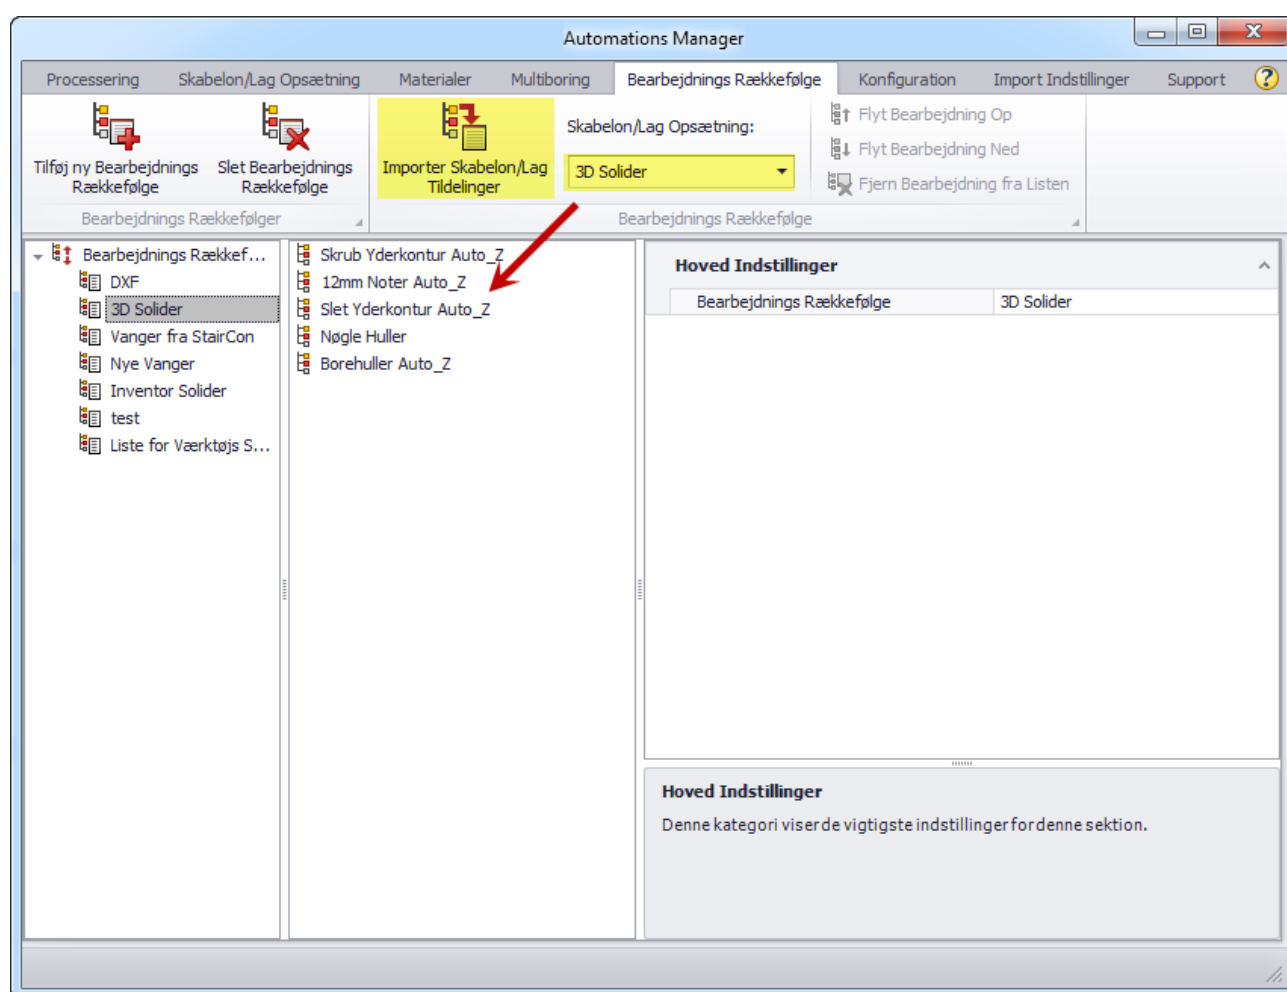 Automations Manager
Processering Skabelon/Lag Opsætning Materialer Multiboring Bearbejdnings Rækkefølge Konfiguration Import Indstillinger Support ?
Tilføj ny Bearbejdnings
Rækkefølge
Slet Bearbejdnings
Rækkefølge
Bearbejdnings Rækkefølger
Importer Skabelon/Lag
Tildelinger
Skabelon/Lag Opsætning:
3D Solider
Flyt Bearbejdning Op
Flyt Bearbejdning Ned
Fjern Bearbejdning fra Listen
Bearbejdnings Rækkefølge
Bearbejdnings Rækkef...
DXF
3D Solider
Vanger fra StairCon
Nye Vanger
Inventor Solider
test
Liste for Værktøjs S...
Skrub Yderkontur Auto_Z
12mm Noter Auto_Z
Slet Yderkontur Auto_Z
Nøgle Huller
Borehuller Auto_Z
Hoved Indstillinger
Bearbejdnings Rækkefølge 3D Solider
Hoved Indstillinger
Denne kategori viser de vigtigste indstillinger for denne sektion.